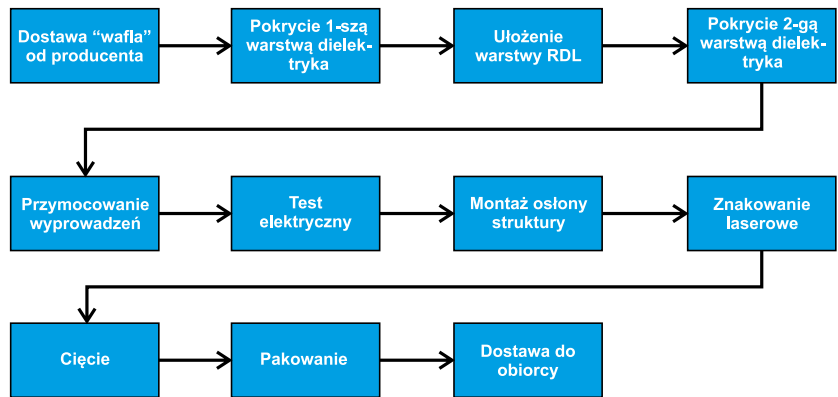 Dostawa “wafla”
od producenta
Pokrycie 1-szą
warstwą dielek-
tryka
Ułożenie
warstwy RDL
Pokrycie 2-gą
warstwą dielek-
tryka
Przymocowanie
wyprowadzeń
Test
elektryczny
Montaż osłony
struktury
Znakowanie
laserowe
Cięcie
Pakowanie
Dostawa do
obiorcy